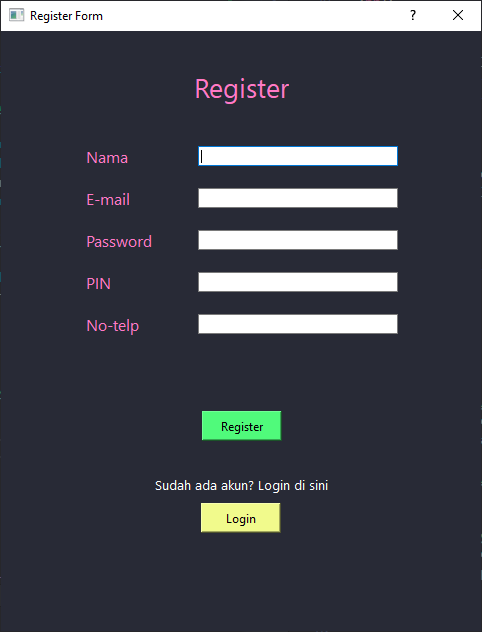 Register Form
?
Register
Nama
E-mail
Password
PIN
No-telp
Register
Sudah ada akun? Login di sini
Login